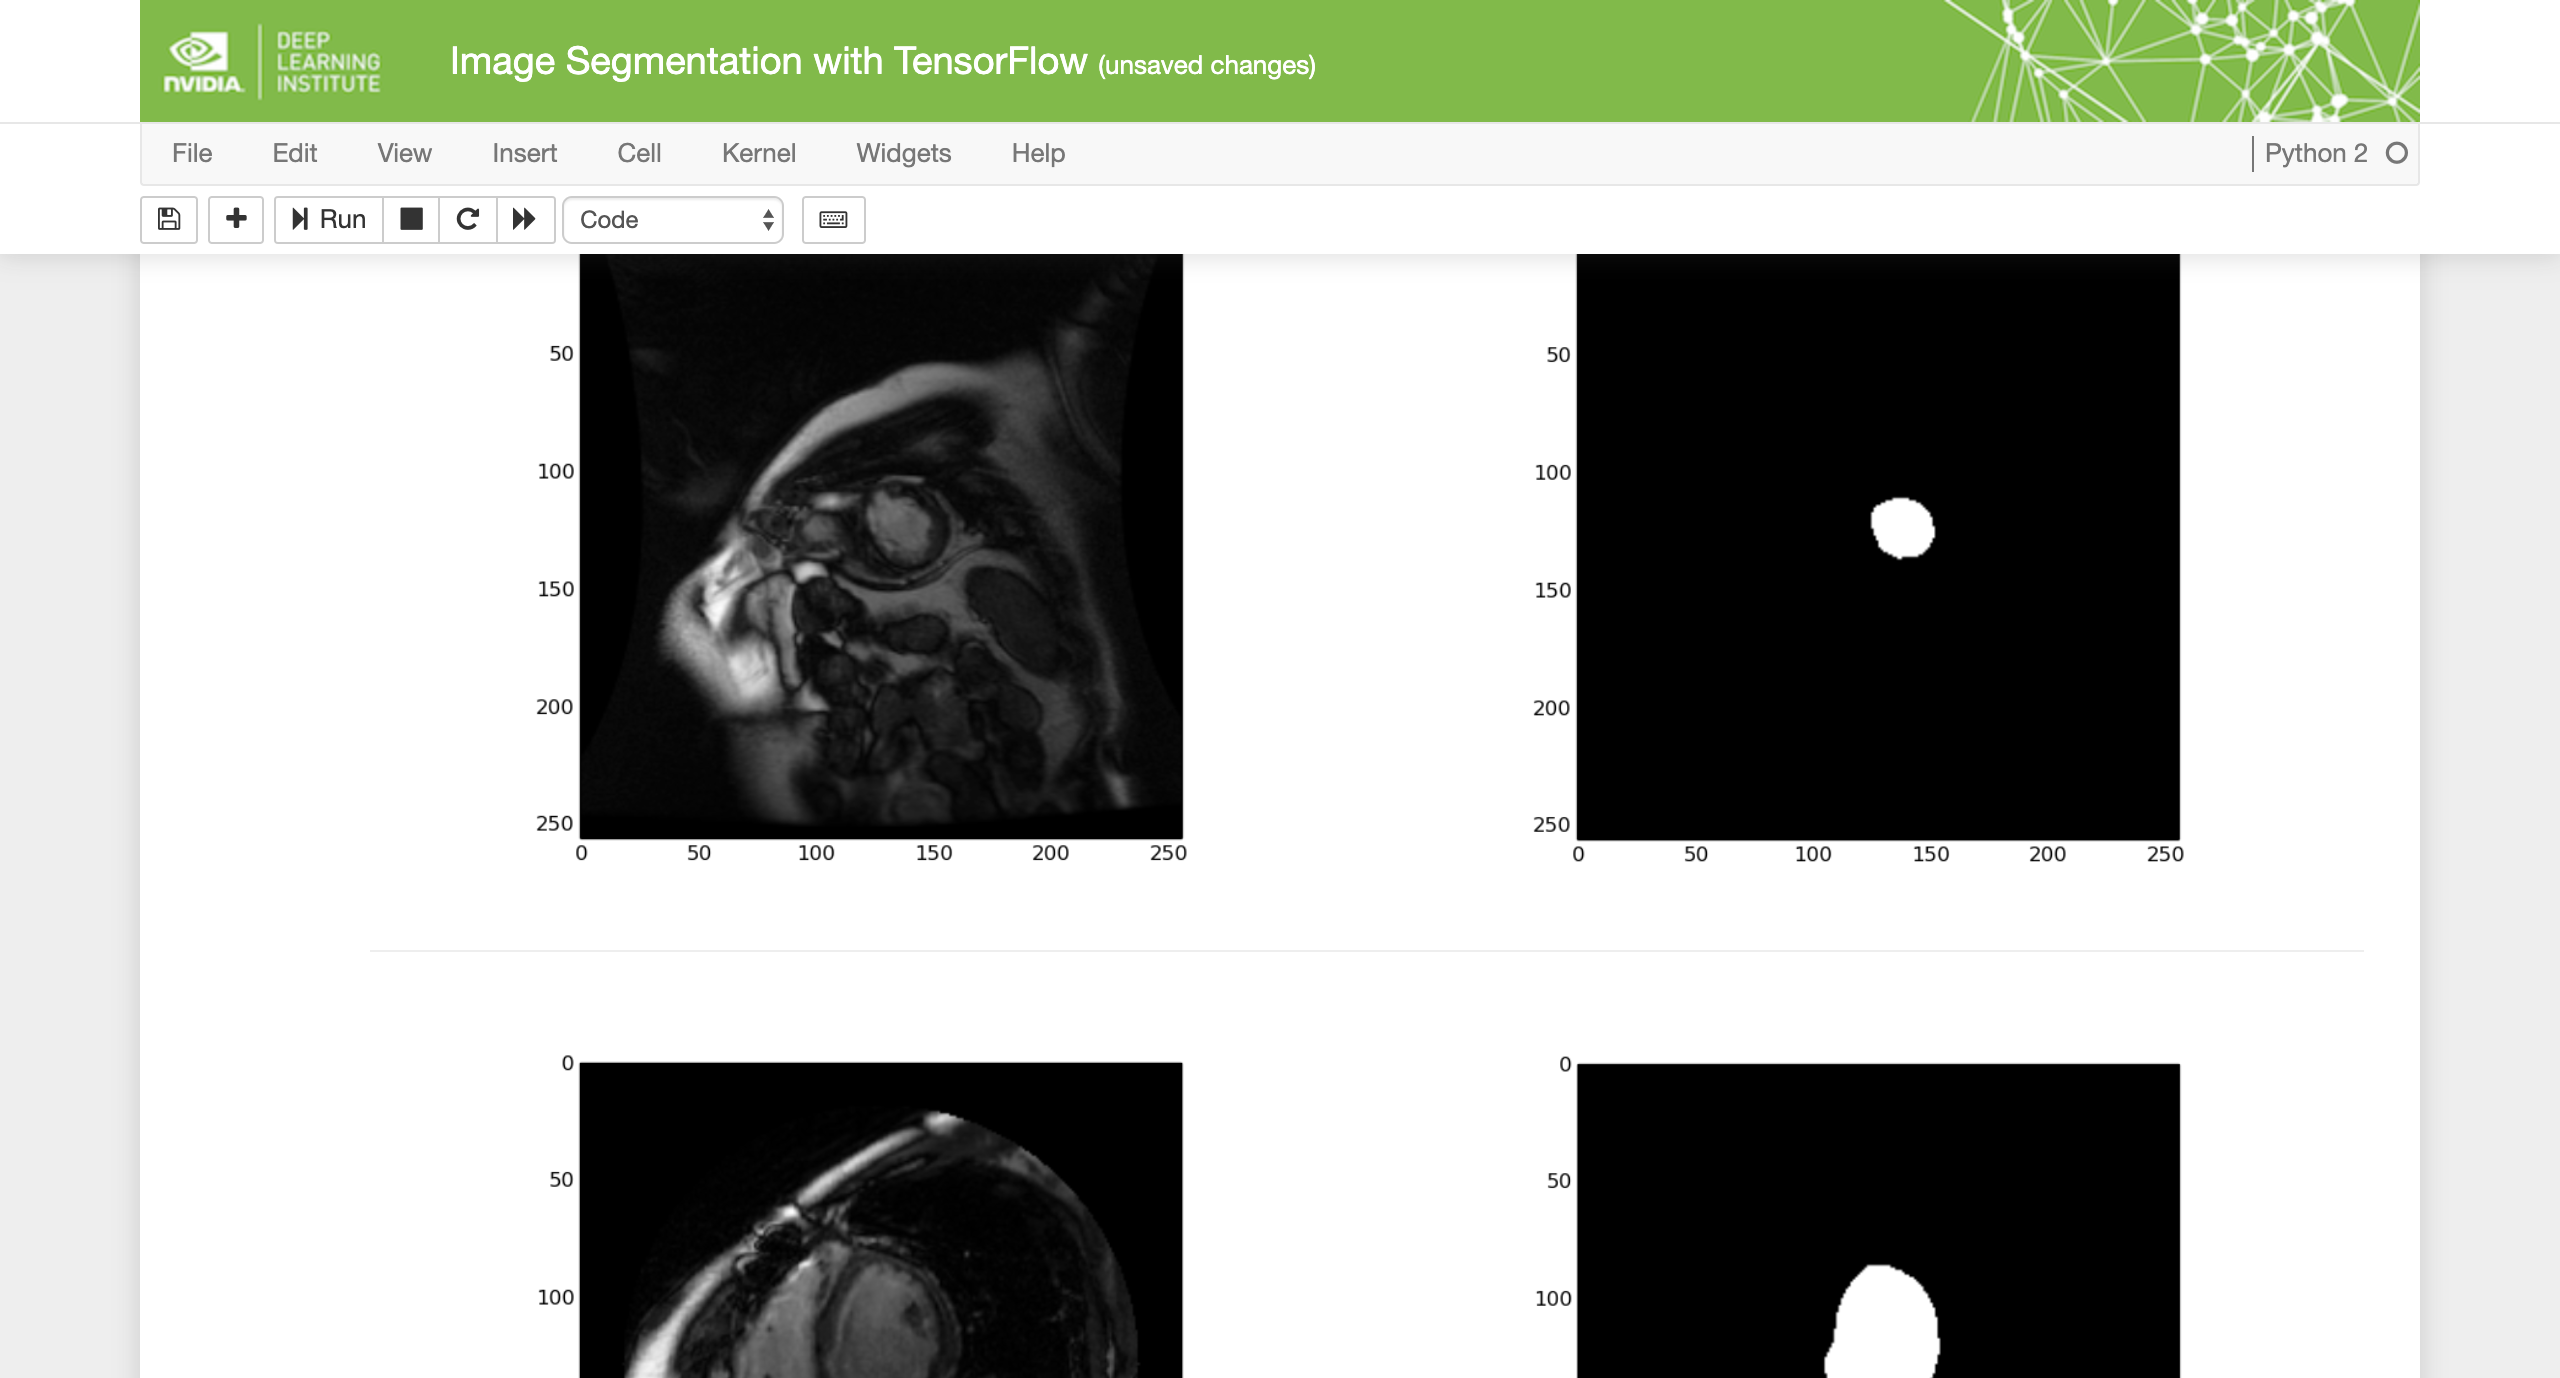 NVIDIA.
DEEP
LEARNING
INSTITUTE
Image Segmentation with TensorFlow (unsaved changes)
File Edit View Insert Cell Kernel Widgets Help
Python 2
Run
Code
50
100
150
200
250
0 50 100 150 200 250
50
100
150
200
250
0 50 100 150 200 250
0
50
100
0
50
100